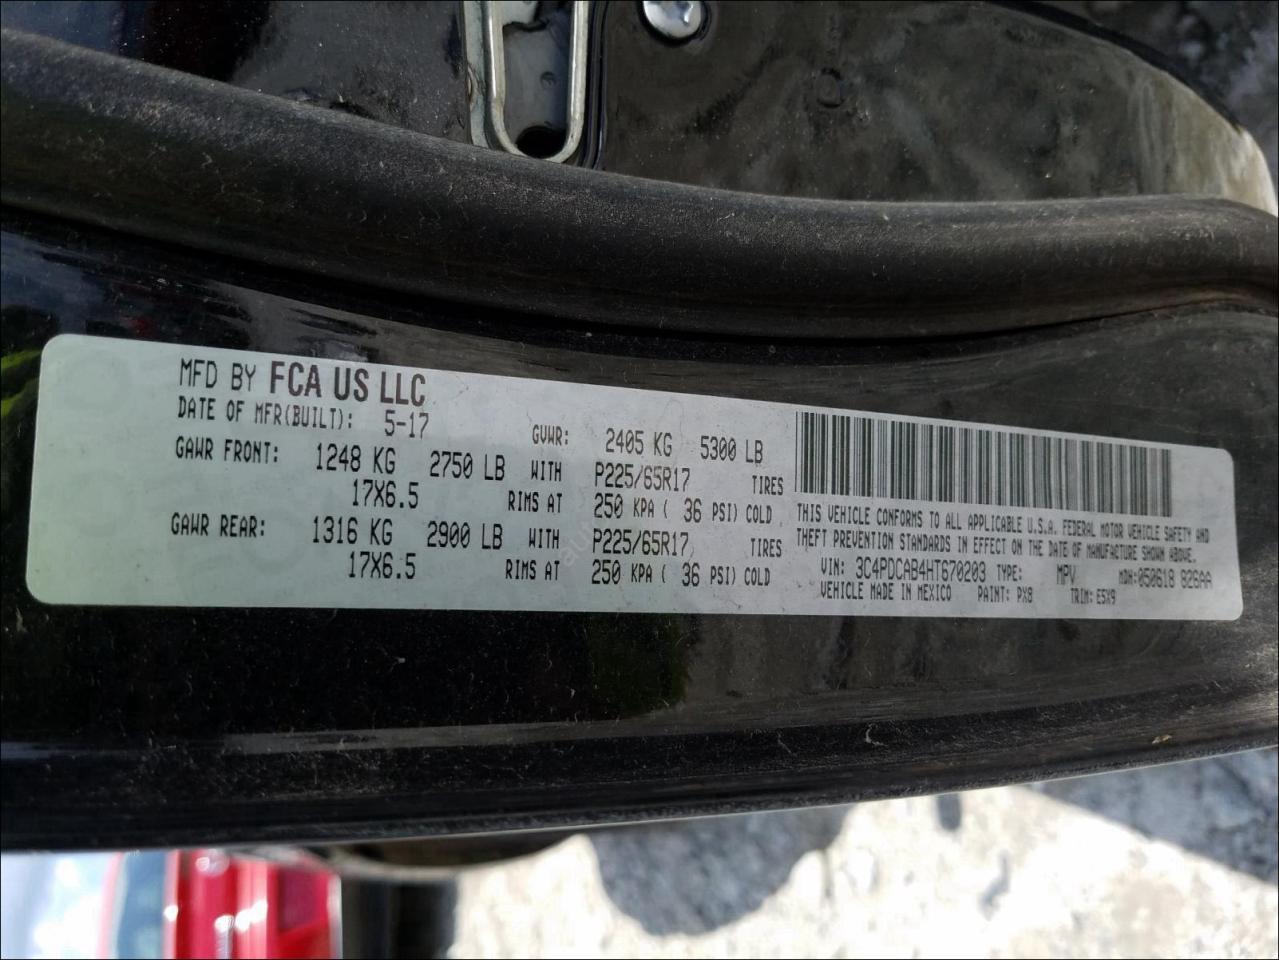 MFD BY FCA US LLC
DATE OF MFR(BUILT): 5-17
GVWR: 2405 KG 5300 LB
GAWR FRONT: 1248 KG 2750 LB WITH P225/65R17 TIRES
17X6.5 RIMS AT 250 KPA ( 36 PSI) COLD
GAWR REAR: 1316 KG 2900 LB WITH P225/65R17 TIRES
17X6.5 RIMS AT 250 KPA ( 36 PSI) COLD
THIS VEHICLE CONFORMS TO ALL APPLICABLE U.S.A. FEDERAL MOTOR VEHICLE SAFETY AND
THEFT PREVENTION STANDARDS IN EFFECT ON THE DATE OF MANUFACTURE SHOWN ABOVE.
VIN: 3C4PDCAB4HT670203 TYPE: MPV MDH: 050618 826AA
VEHICLE MADE IN MEXICO PAINT: PX8 TRIM: E5X9